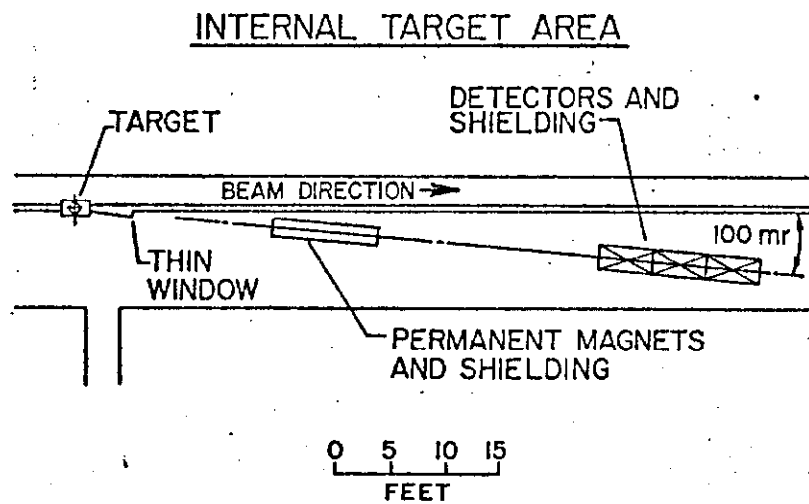 INTERNAL TARGET AREA
DETECTORS AND
SHIELDING
TARGET
BEAM DIRECTION
100 mr
THIN
WINDOW
PERMANENT MAGNETS
AND SHIELDING
0 5 10 15
FEET